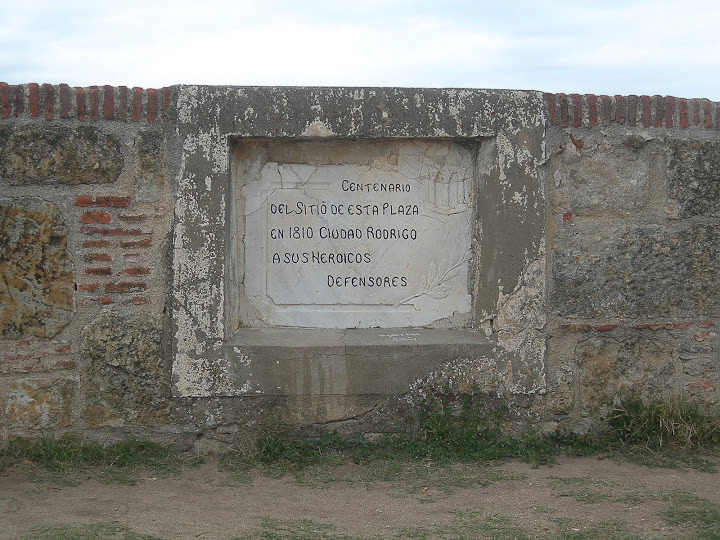 CENTENARIO
DEL SITIO DE ESTA PLAZA
EN 1810 CIUDAD RODRIGO
A SUS HEROICOS
DEFENSORES